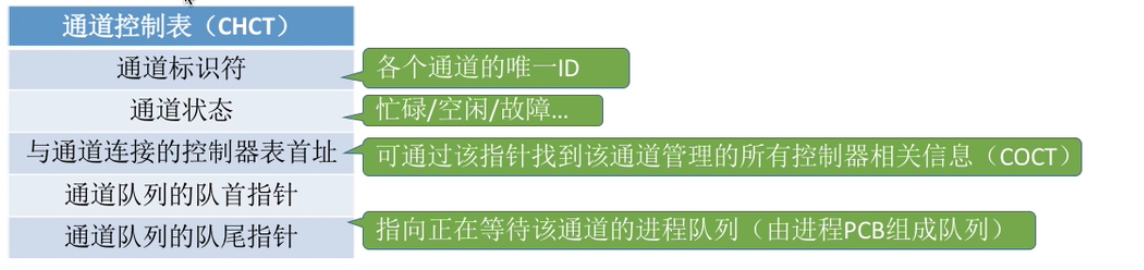 通道控制表（CHCT）
通道标识符
各个通道的唯一ID
通道状态
忙碌/空闲/故障...
与通道连接的控制器表首址
可通过该指针找到该通道管理的所有控制器相关信息（COCT）
通道队列的队首指针
通道队列的队尾指针
指向正在等待该通道的进程队列（由进程PCB组成队列）